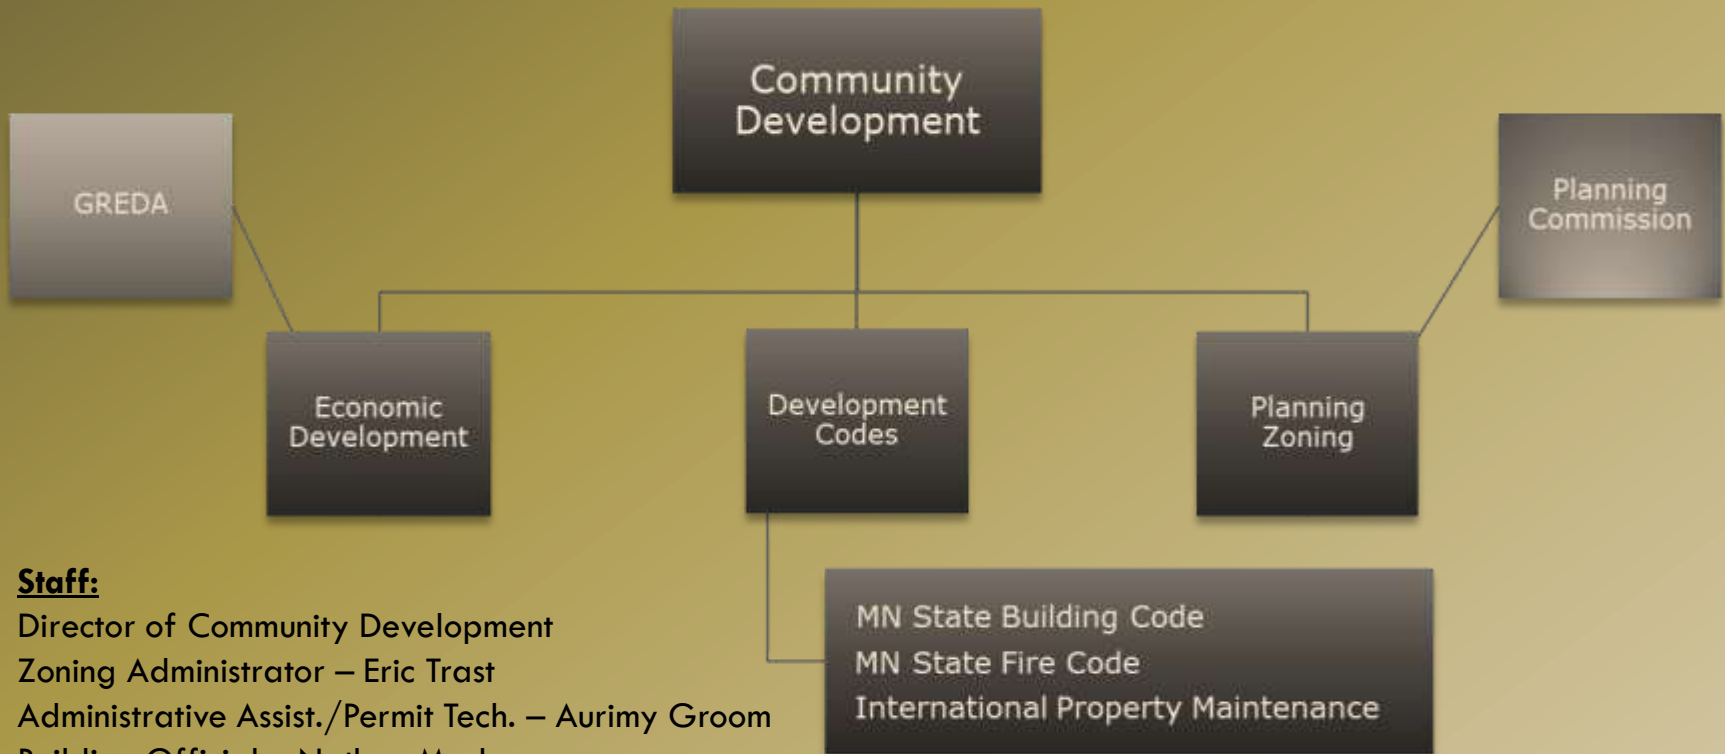 Community
Development
GREDA
Planning
Commission
Economic
Development
Development
Codes
Planning
Zoning
Staff:
Director of Community Development
Zoning Administrator – Eric Trast
Administrative Assist./Permit Tech. – Aurimy Groom
MN State Building Code
MN State Fire Code
International Property Maintenance